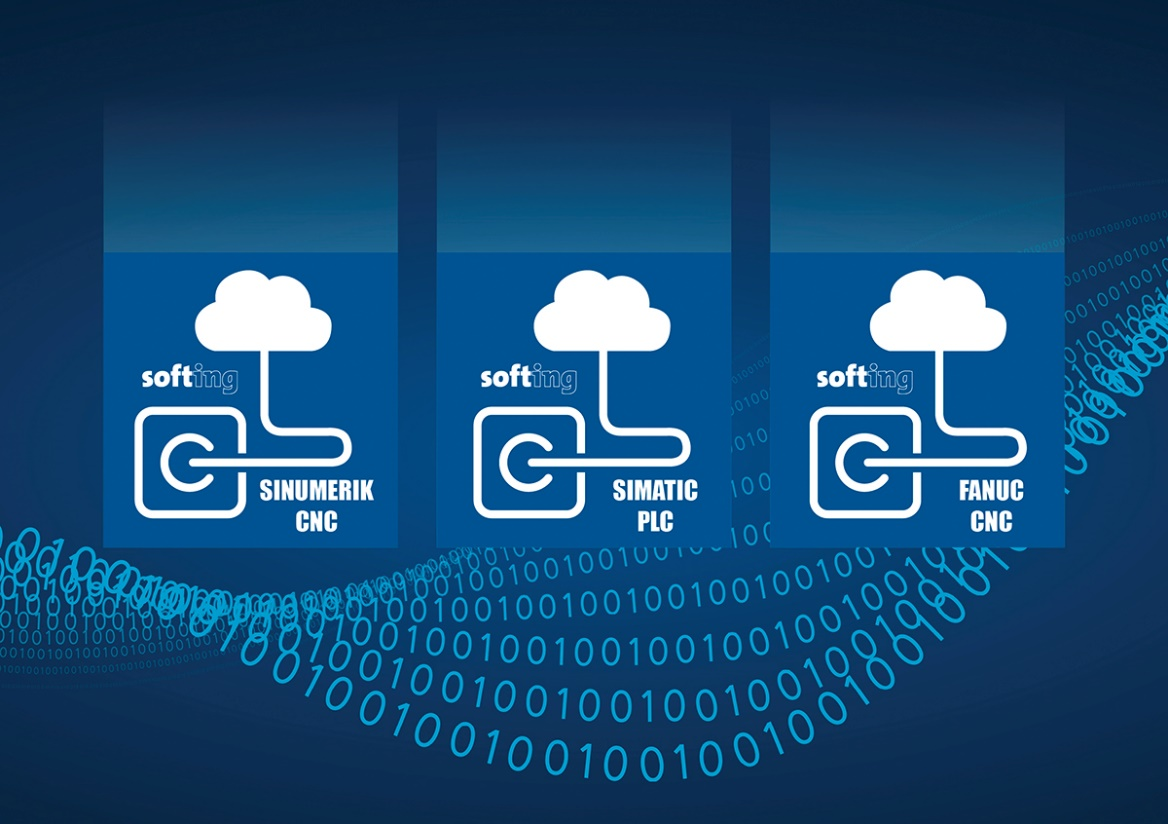 softing
C
SINUMERIK
CNC
softing
C
SIMATIC
PLC
softing
C
FANUC
CNC